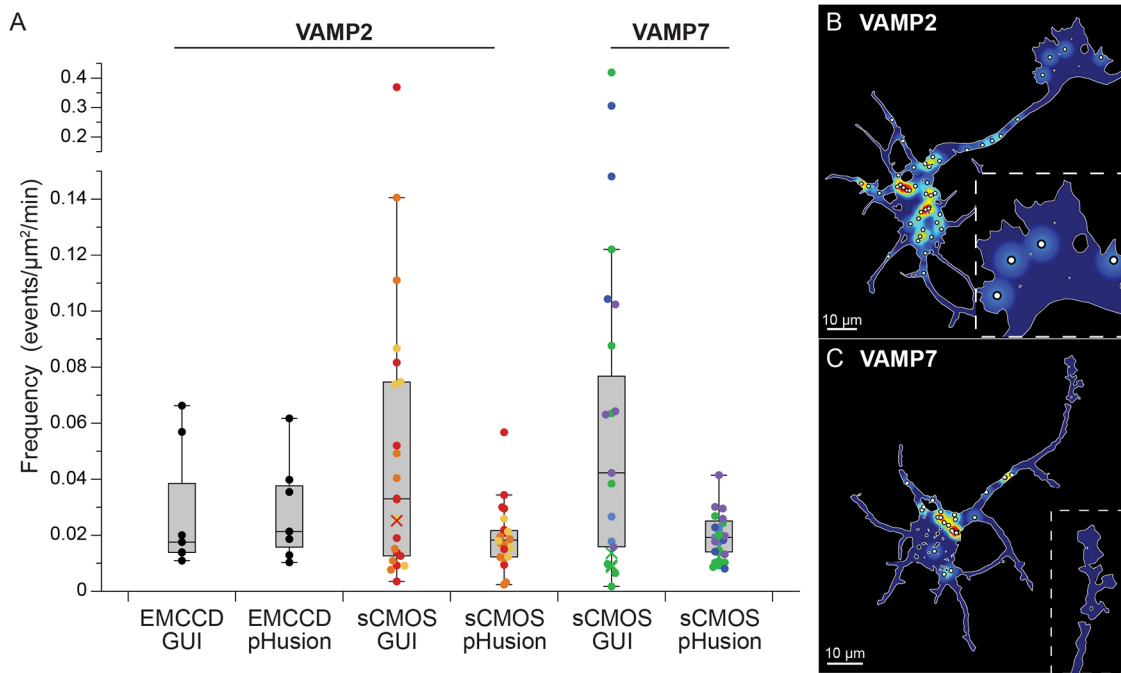 A
VAMP2
VAMP7
0.4
0.3
0.2
0.14
0.12
0.10
0.08
0.06
0.04
0.02
0
Frequency (events/µm²/min)
EMCCD
GUI
EMCCD
pHusion
sCMOS
GUI
sCMOS
pHusion
sCMOS
GUI
sCMOS
pHusion
B VAMP2
10 µm
C VAMP7
10 µm